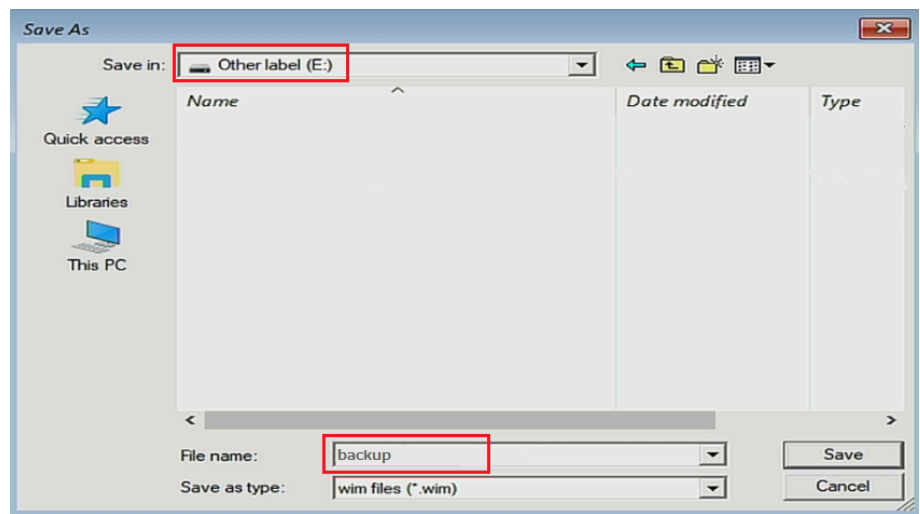 Save As
Save in: Other label (E:)
Name Date modified Type
Quick access
Libraries
This PC
File name: backup Save
Save as type: wim files (*.wim) Cancel